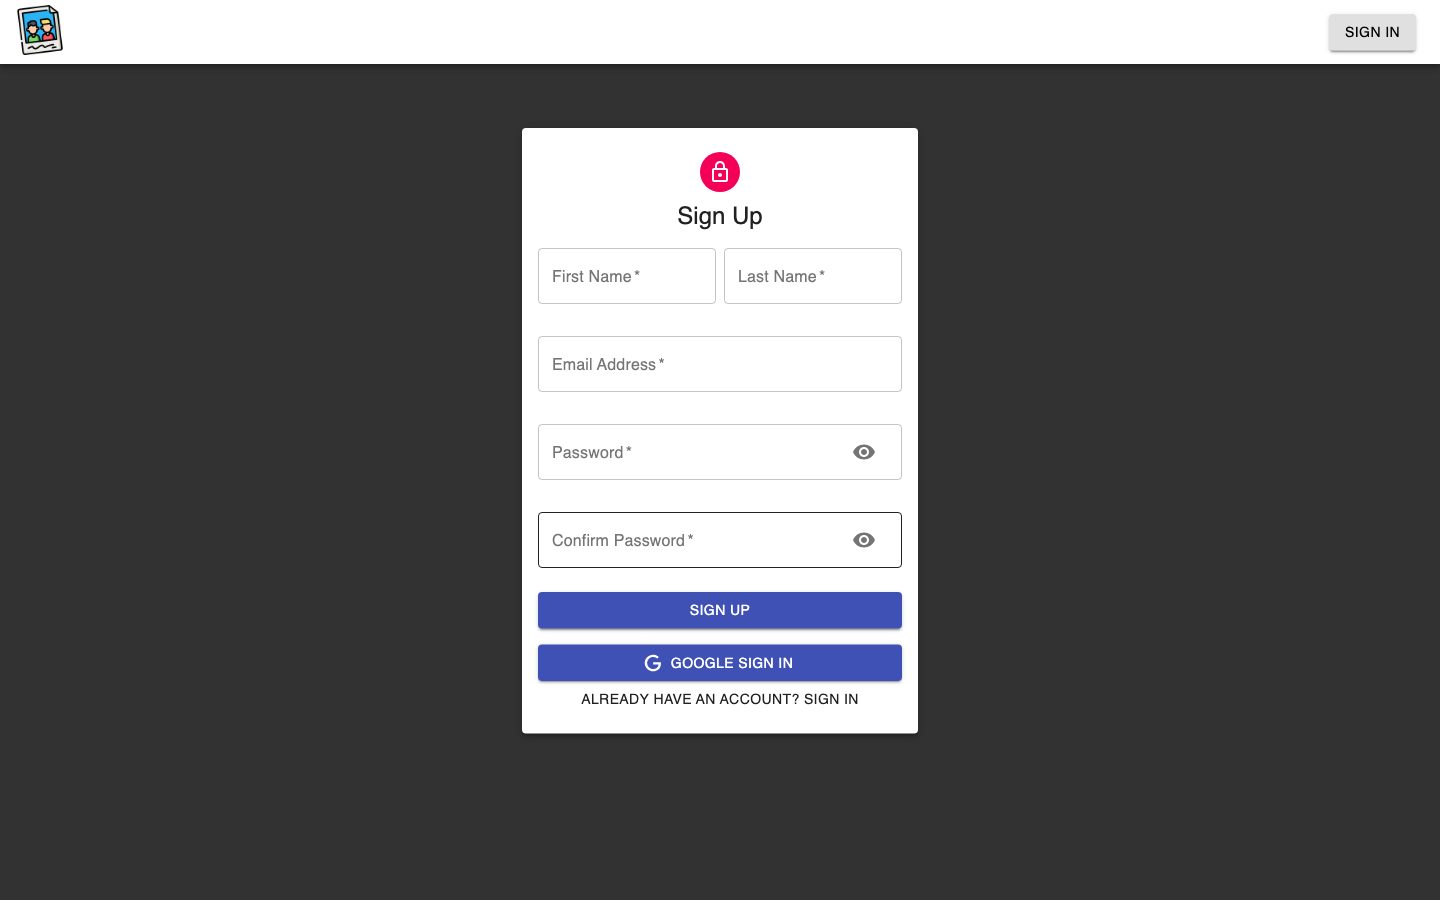 SIGN IN
Sign Up
First Name *
Last Name *
Email Address *
Password *
Confirm Password *
SIGN UP
GOOGLE SIGN IN
ALREADY HAVE AN ACCOUNT? SIGN IN